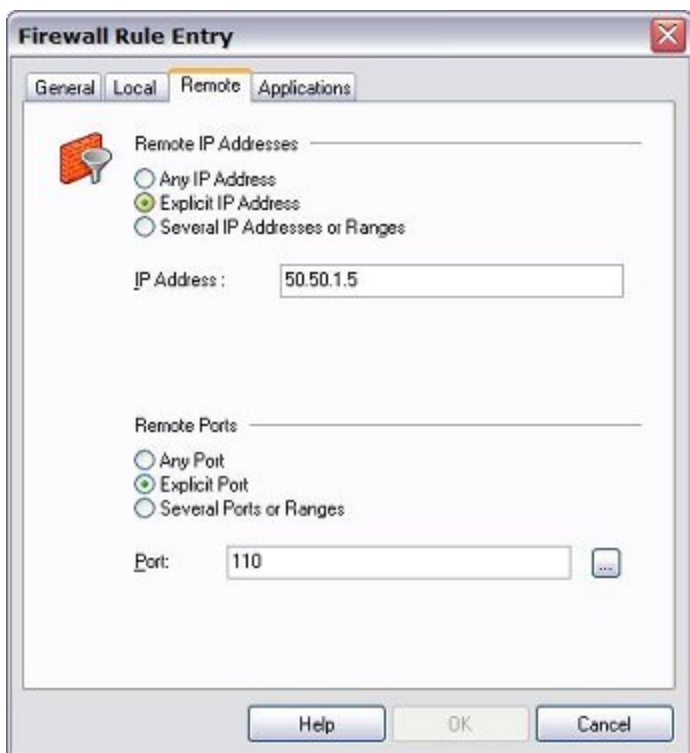 Firewall Rule Entry
General Local Remote Applications
Remote IP Addresses
Any IP Address
Explicit IP Address
Several IP Addresses or Ranges
IP Address : 50.50.1.5
Remote Ports
Any Port
Explicit Port
Several Ports or Ranges
Port: 110 ...
Help OK Cancel